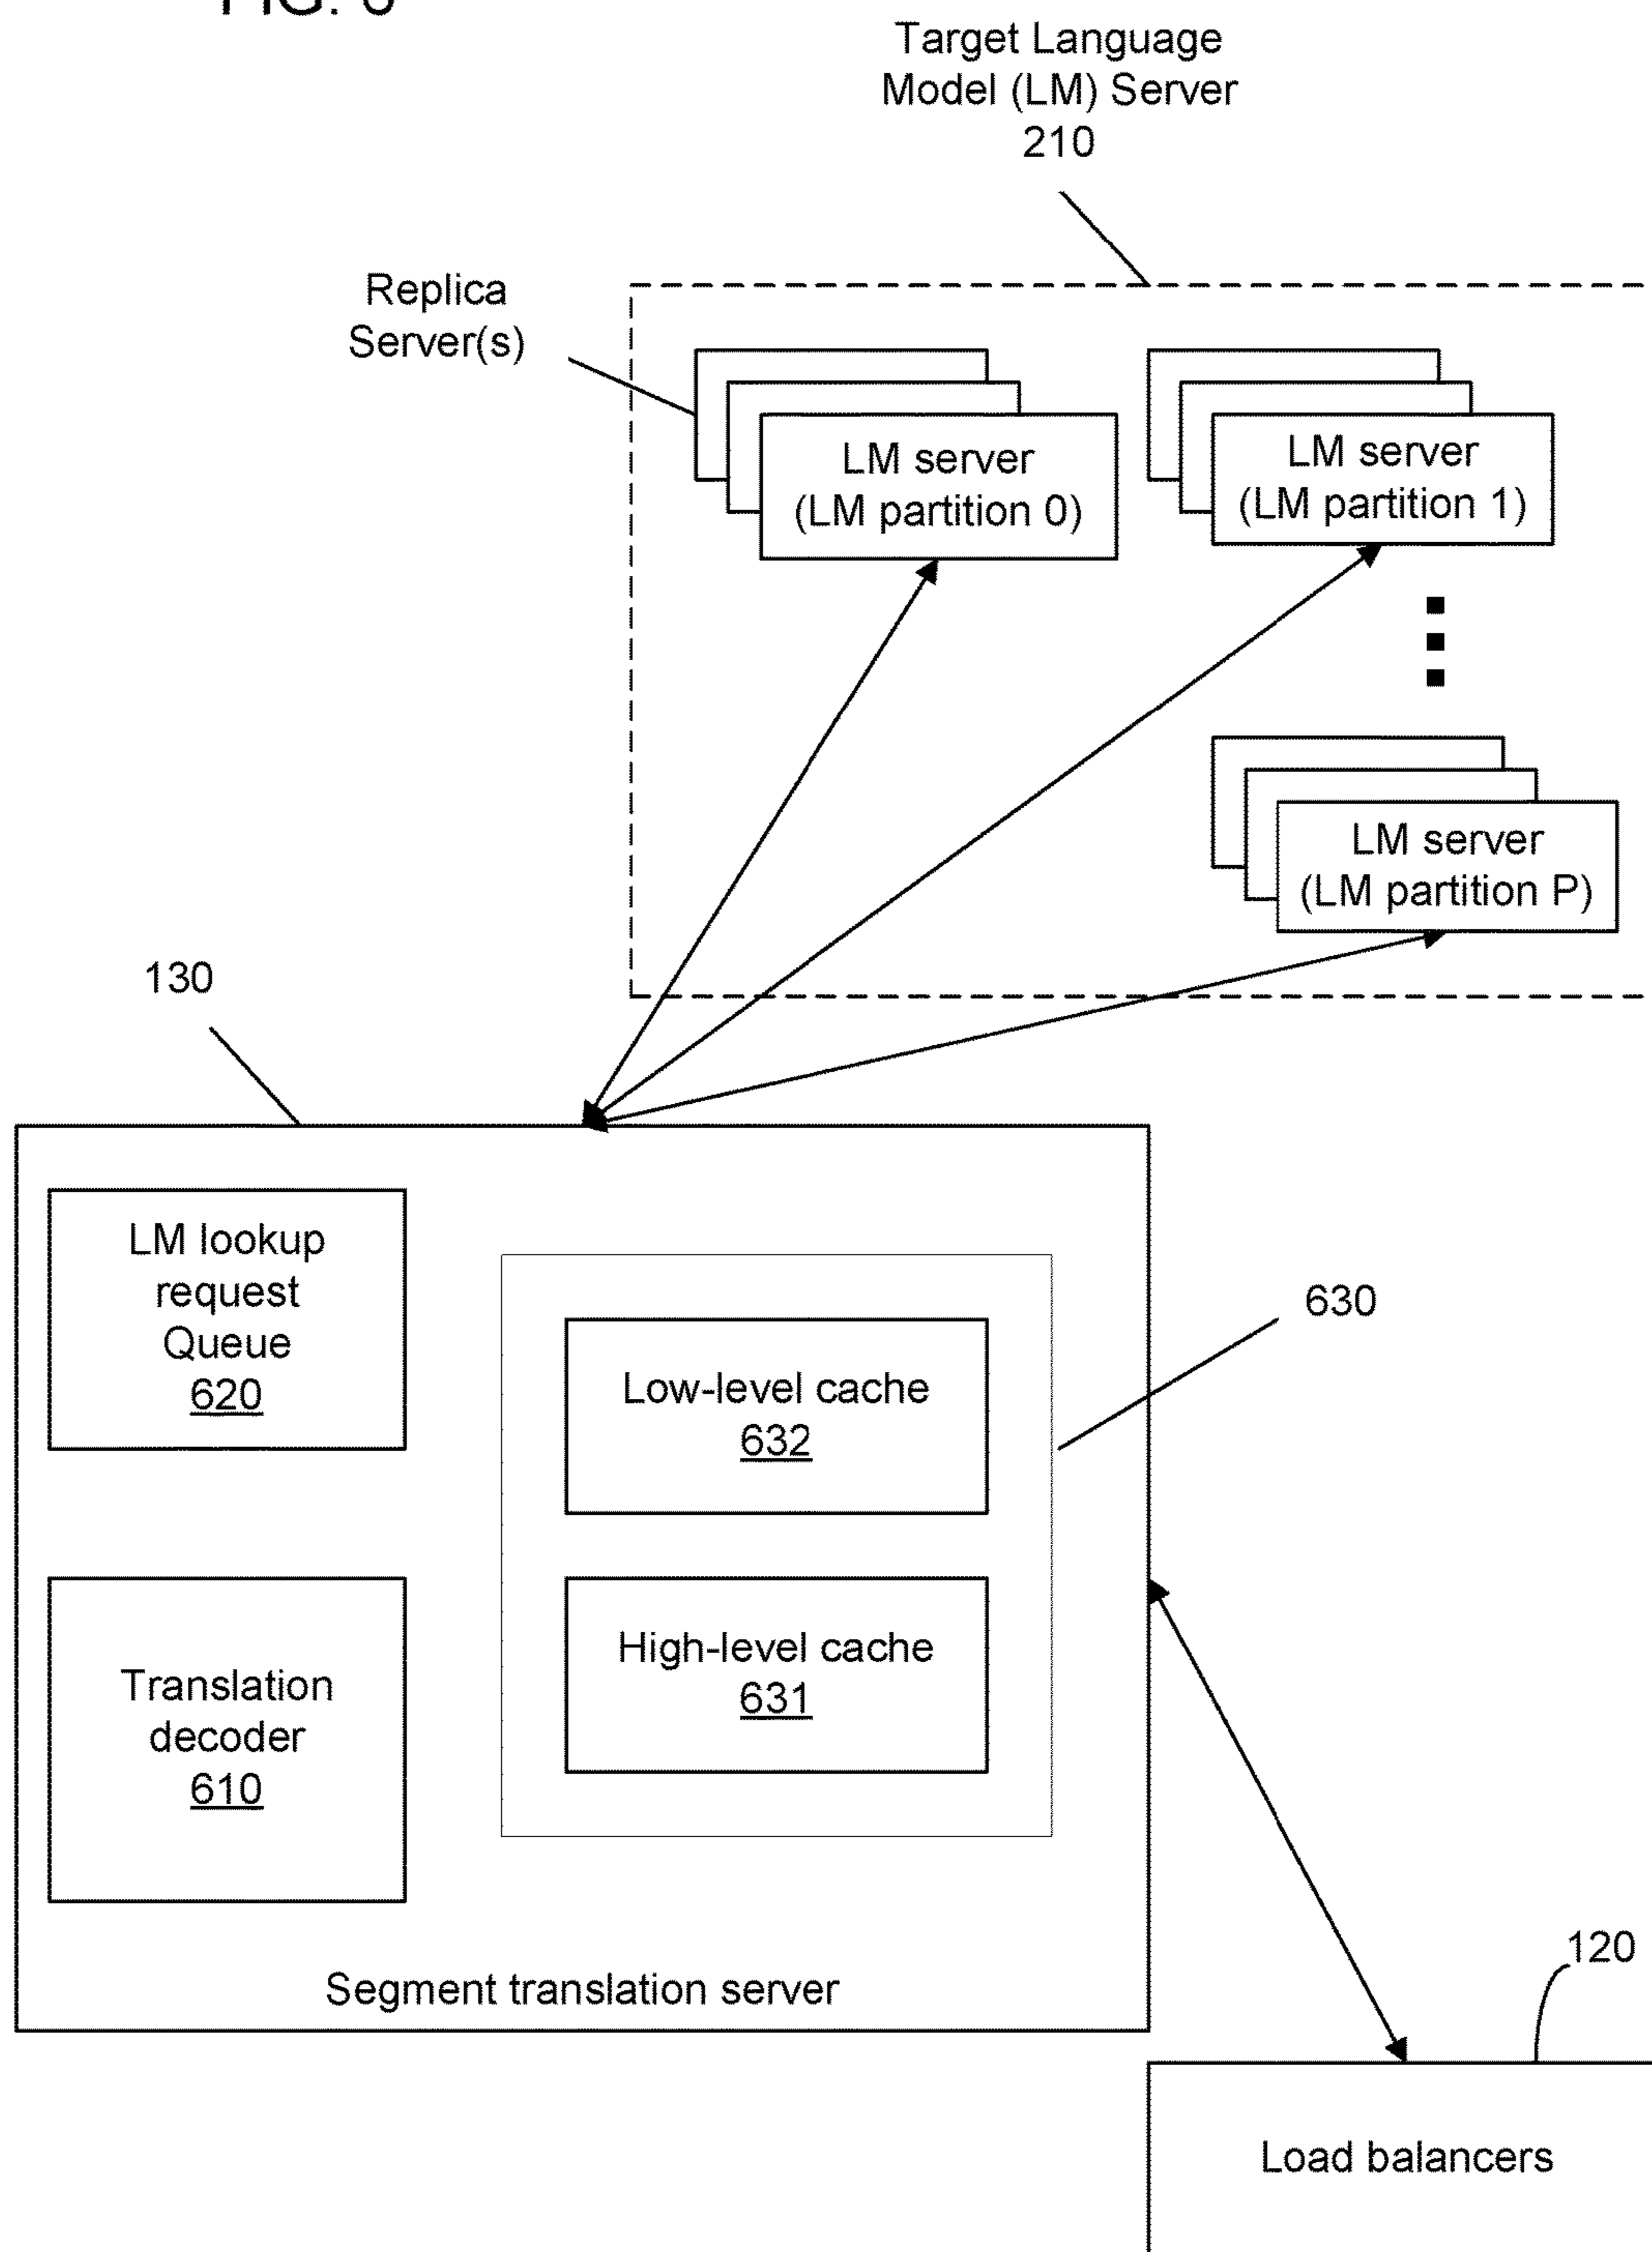 FIG.
Target Language
Model (LM) Server
210
Replica
Server(s)
LM server
(LM partition 0)
LM server
(LM partition 1)
LM server
(LM partition P)
130
LM lookup
request
Queue
620
Low-level cache
632
630
High-level cache
631
Translation
decoder
610
Segment translation server
120
Load balancers